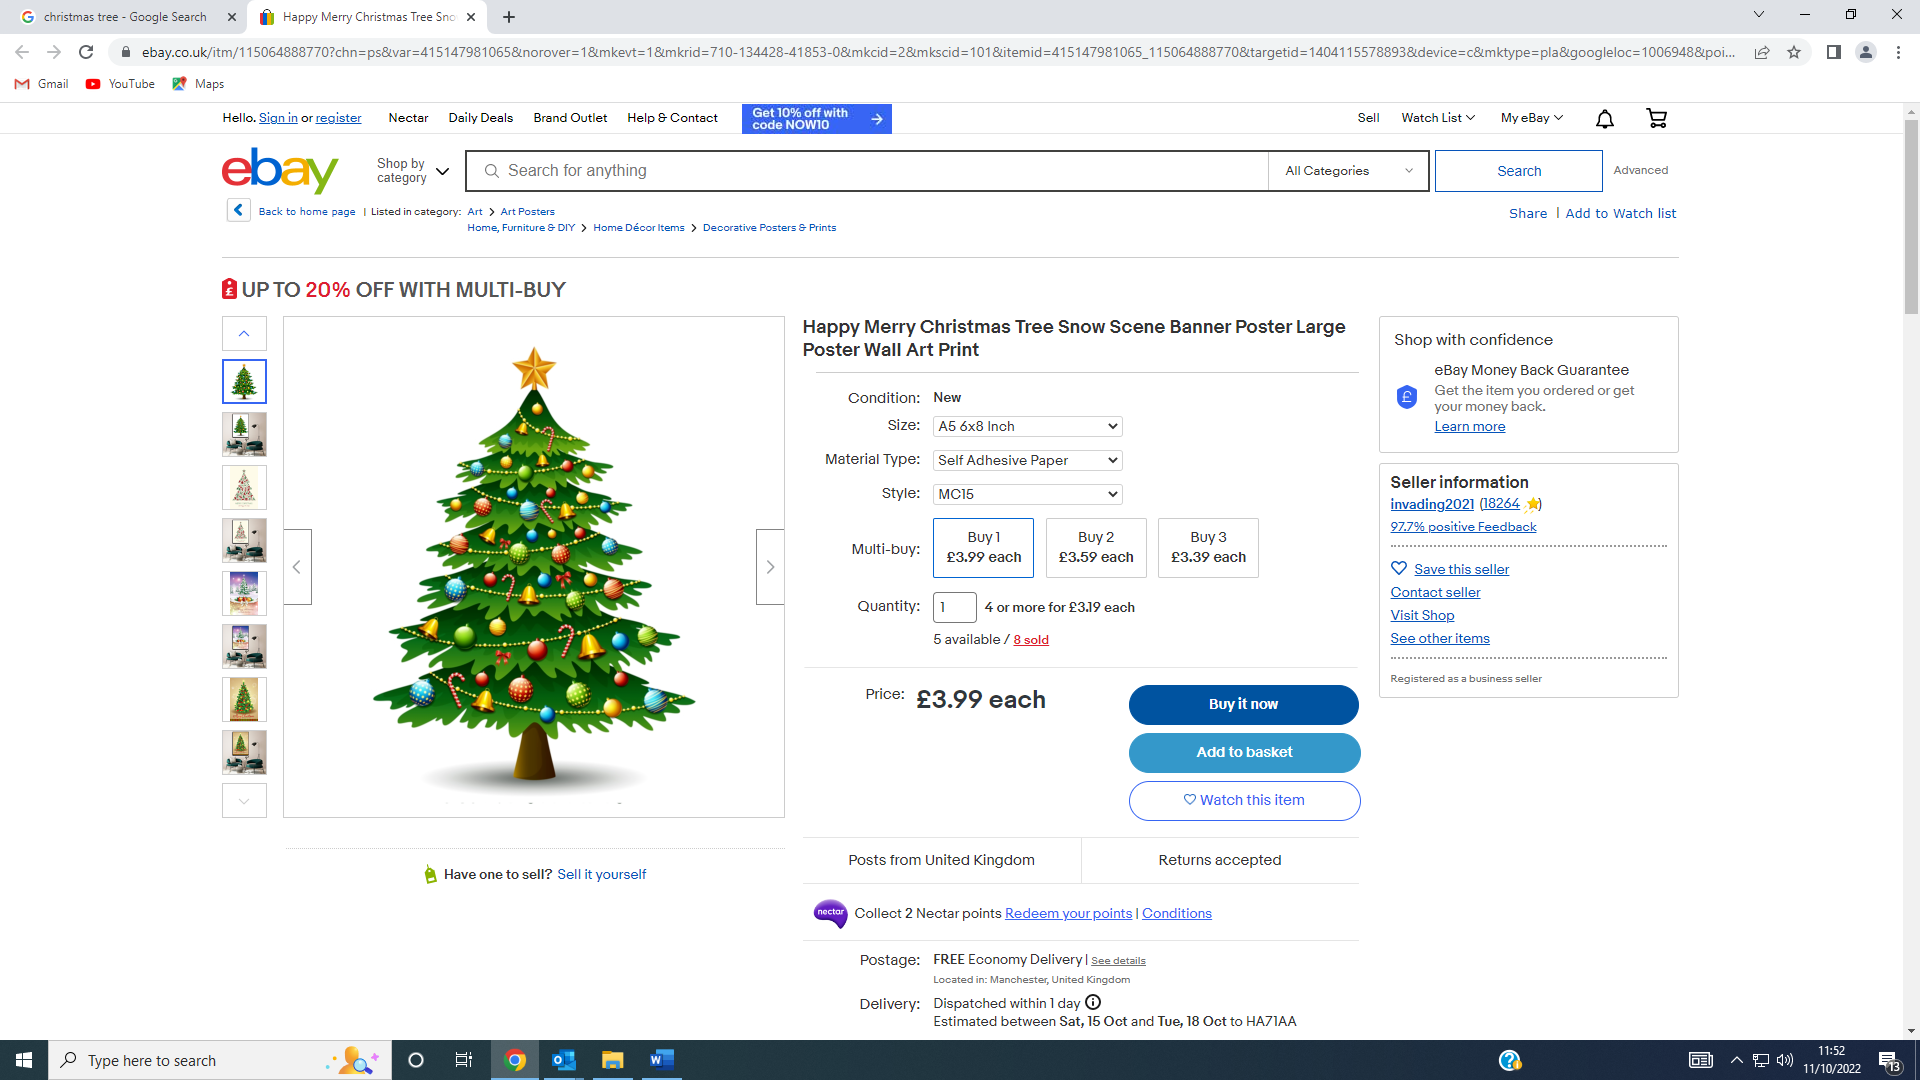 christmas tree - Google Search
Happy Merry Christmas Tree Sno
ebay.co.uk/itm/115064888770?chn=ps&var=415147981065&norover=1&mkevt=1&mkrid=710-134428-41853-0&mkcid=2&mkscid=101&itemid=415147981065_115064888770&targetid=1404115578893&device=c&mktype=pla&googleloc=1006948&poi...
Gmail YouTube Maps
Hello. Sign in or register Nectar Daily Deals Brand Outlet Help & Contact
Get 10% off with
code NOW10
Sell Watch List My eBay
ebay
Shop by
category
Search for anything
All Categories
Search
Advanced
Back to home page | Listed in category: Art Art Posters
Home, Furniture & DIY Home Décor Items Decorative Posters & Prints
Share | Add to Watch list
£ UP TO 20% OFF WITH MULTI-BUY
Happy Merry Christmas Tree Snow Scene Banner Poster Large
Poster Wall Art Print
Condition: New
Size: A5 6x8 Inch
Material Type: Self Adhesive Paper
Style: MC15
Multi-buy:
Buy 1
£3.99 each
Buy 2
£3.59 each
Buy 3
£3.39 each
Quantity: 1 4 or more for £3.19 each
5 available / 8 sold
Price: £3.99 each
Buy it now
Add to basket
Watch this item
Posts from United Kingdom
Returns accepted
nectar Collect 2 Nectar points Redeem your points | Conditions
Postage: FREE Economy Delivery | See details
Located in: Manchester, United Kingdom
Delivery: Dispatched within 1 day
Estimated between Sat, 15 Oct and Tue, 18 Oct to HA71AA
Have one to sell? Sell it yourself
Shop with confidence
eBay Money Back Guarantee
£ Get the item you ordered or get
your money back.
Learn more
Seller information
invading2021 (18264)
97.7% positive Feedback
Save this seller
Contact seller
Visit Shop
See other items
Registered as a business seller
Type here to search
11:52
11/10/2022
13